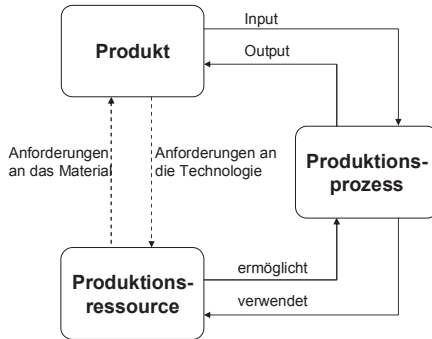 Input
Produkt
Output
Anforderungen
an das Material
Anforderungen an
die Technologie
Produktions-
prozess
Produktions-
ressource
ermöglicht
verwendet